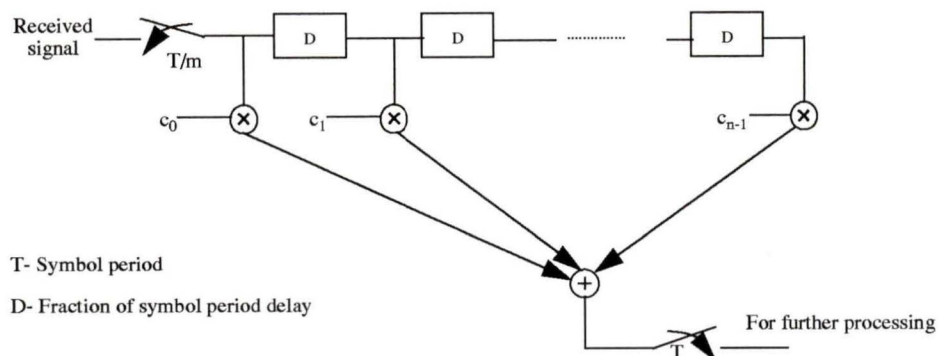 Received
signal
T/m
D
D
..............
D
c0
c1
cn-1
T- Symbol period
D- Fraction of symbol period delay
+
T
For further processing